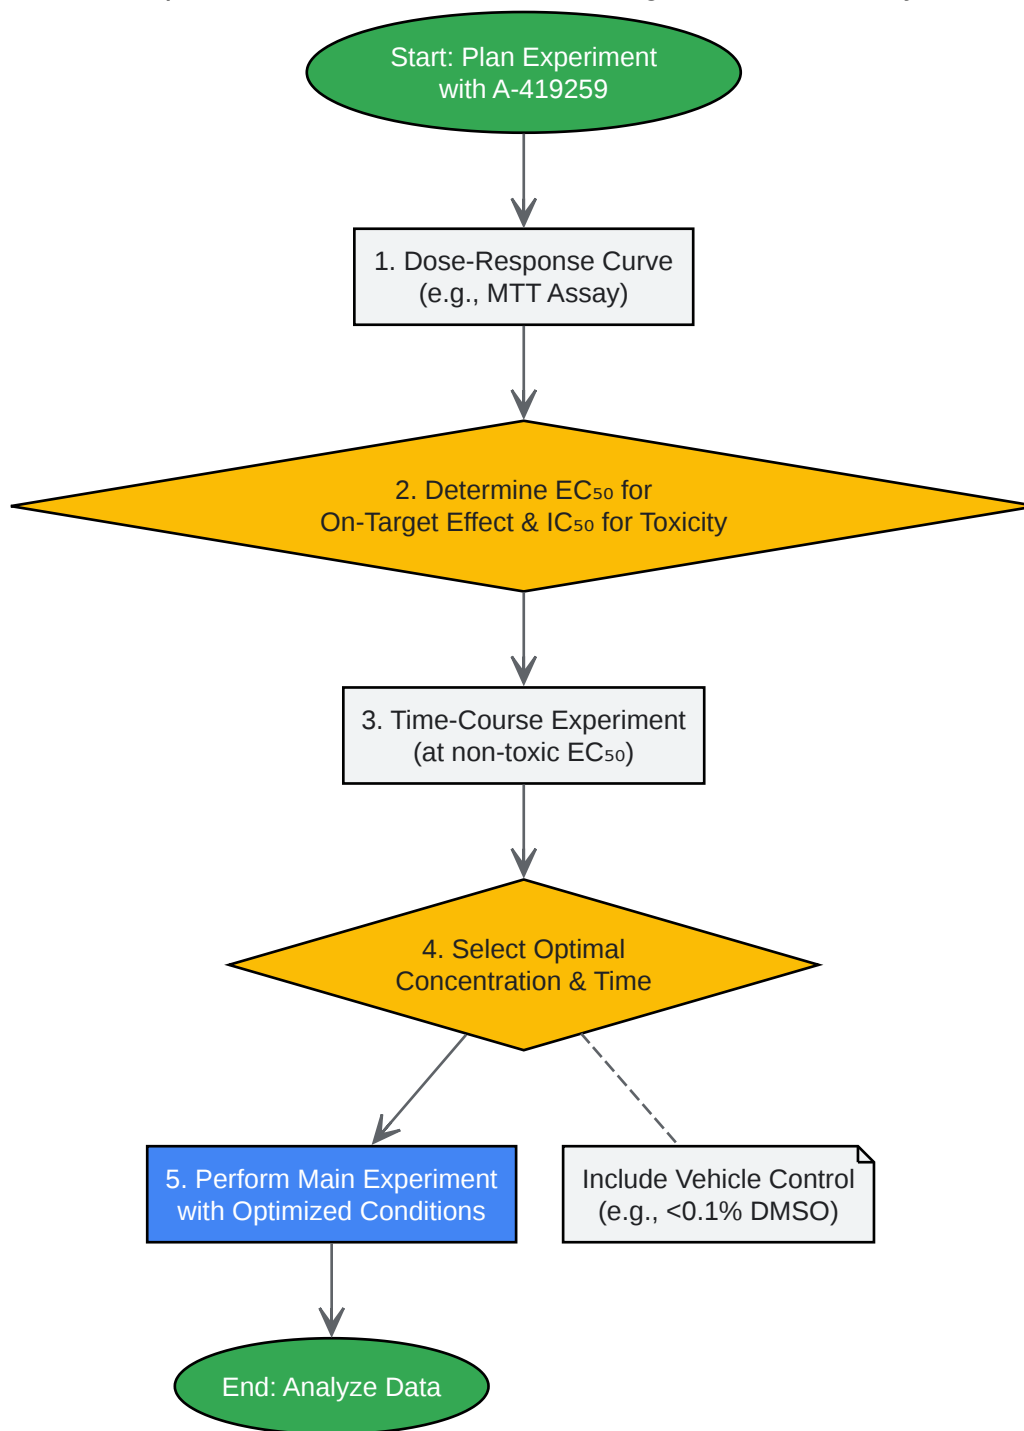 Start: Plan Experiment
with A-419259
1. Dose-Response Curve
(e.g., MTT Assay)
2. Determine EC₅₀ for
On-Target Effect & IC₅₀ for Toxicity
3. Time-Course Experiment
(at non-toxic EC₅₀)
4. Select Optimal
Concentration & Time
5. Perform Main Experiment
with Optimized Conditions
Include Vehicle Control
(e.g., <0.1% DMSO)
End: Analyze Data